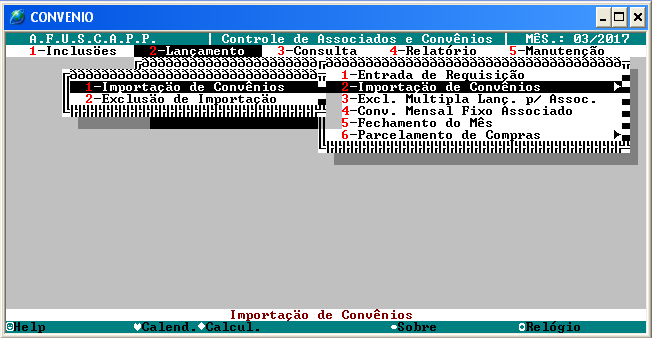 CONVENIO
A.F.U.S.C.A.P.P. | Controle de Associados e Convênios | MÊS.: 03/2017
1-Inclusões 2-Lançamento 3-Consulta 4-Relatório 5-Manutenção
1-Importação de Convênios
2-Exclusão de Importação
1-Entrada de Requisição
2-Importação de Convênios
3-Excl. Multipla Lanç. p/ Assoc.
4-Conv. Mensal Fixo Associado
5-Fechamento do Mês
6-Parcelamento de Compras
Importação de Convênios
Help Calend. Calcul. Sobre Relógio